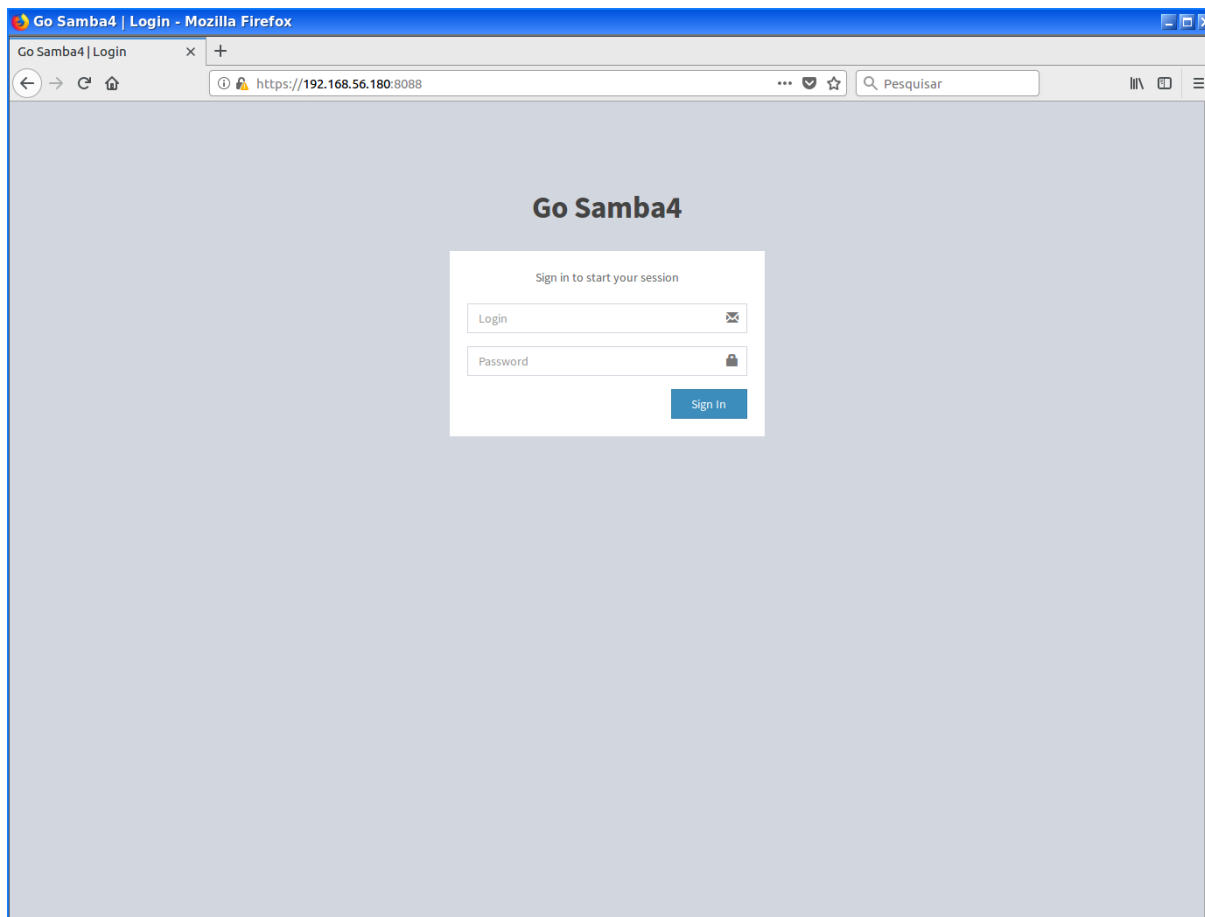 Go Samba4 | Login - Mozilla Firefox
Go Samba4 | Login
https://192.168.56.180:8088
Pesquisar
Go Samba4
Sign in to start your session
Login
Password
Sign In